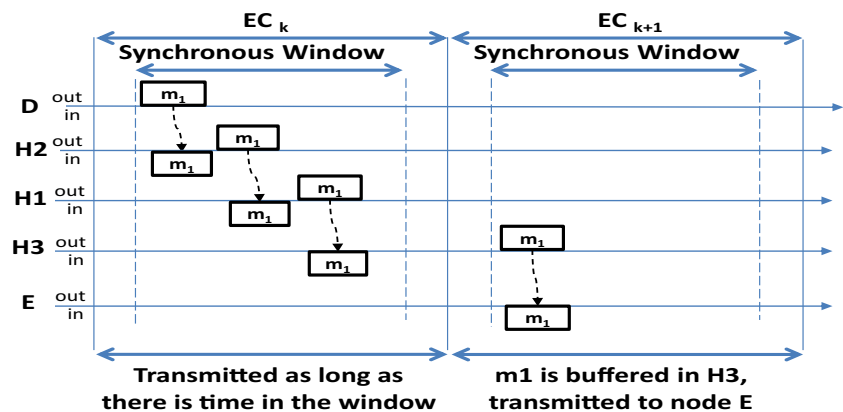 EC k
EC k+1
Synchronous Window
Synchronous Window
D out in
m1
H2 out in
m1
m1
H1 out in
m1
m1
H3 out in
m1
m1
E out in
m1
Transmitted as long as
there is time in the window
m1 is buffered in H3,
transmitted to node E